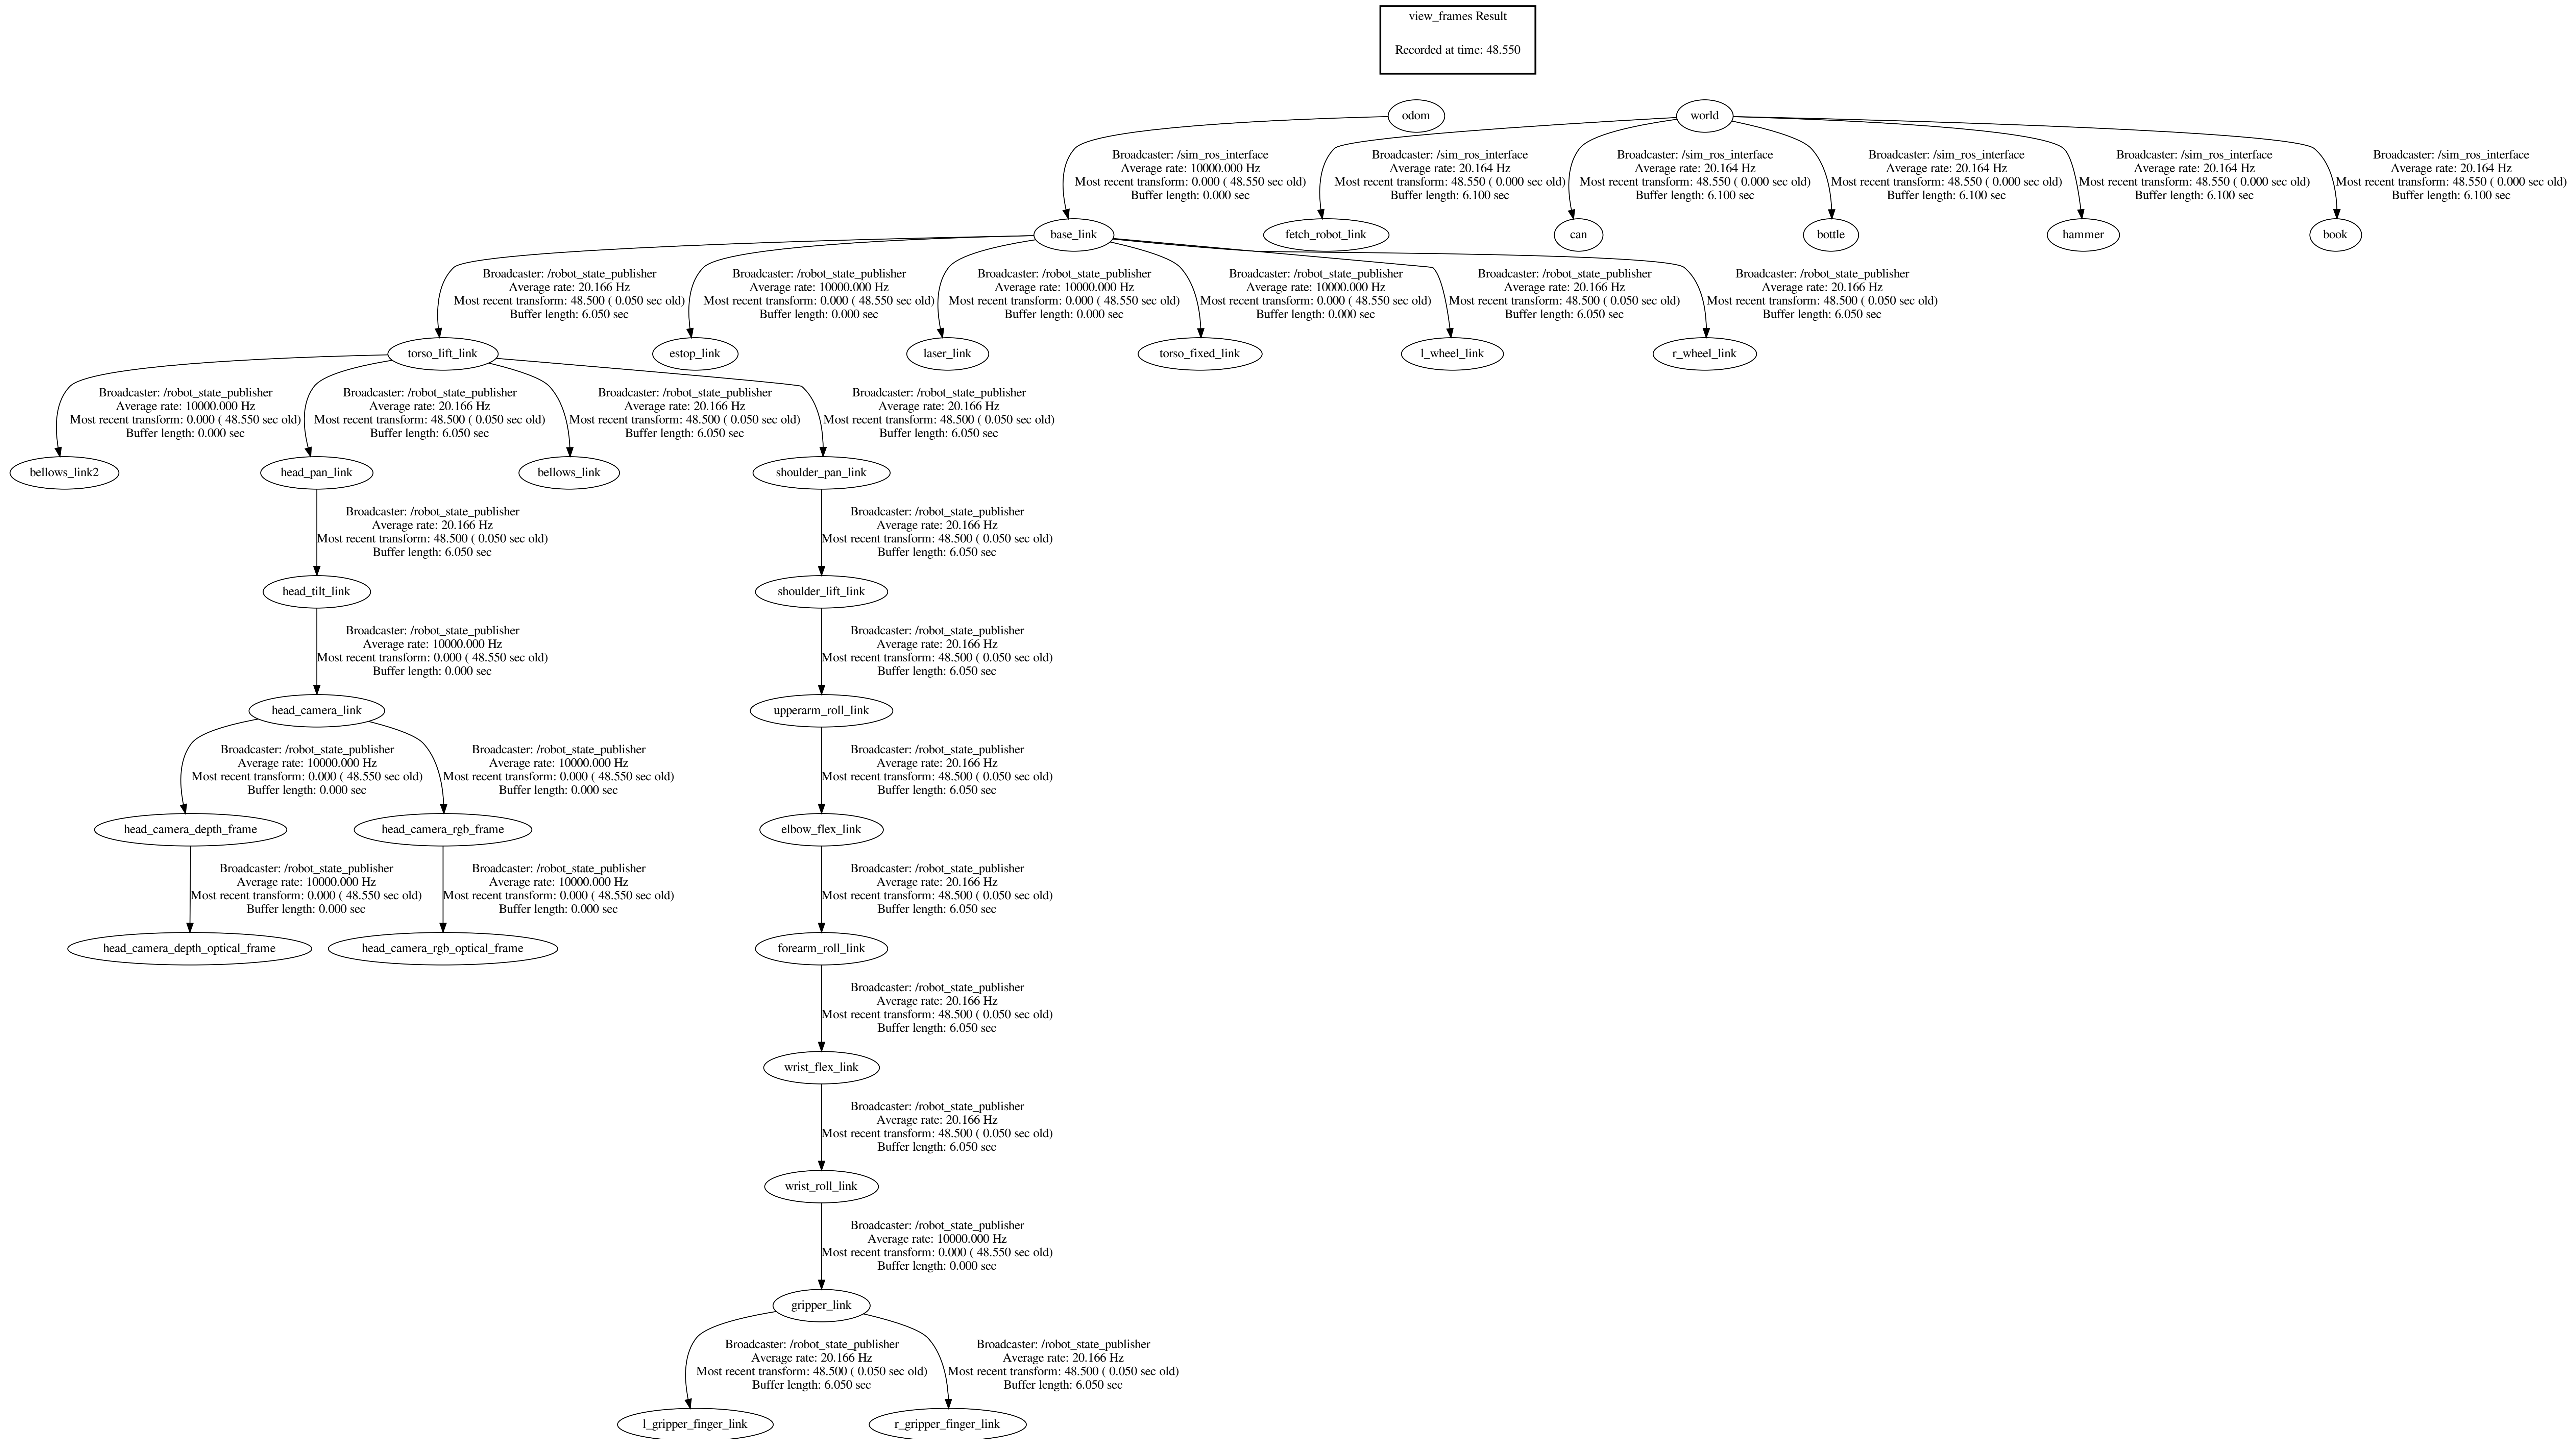 view_frames Result
Recorded at time: 48.550
odom
world
Broadcaster: /sim_ros_interface
Average rate: 10000.000 Hz
Most recent transform: 0.000 ( 48.550 sec old)
Buffer length: 0.000 sec
Broadcaster: /sim_ros_interface
Average rate: 20.164 Hz
Most recent transform: 48.550 ( 0.000 sec old)
Buffer length: 6.100 sec
Broadcaster: /sim_ros_interface
Average rate: 20.164 Hz
Most recent transform: 48.550 ( 0.000 sec old)
Buffer length: 6.100 sec
Broadcaster: /sim_ros_interface
Average rate: 20.164 Hz
Most recent transform: 48.550 ( 0.000 sec old)
Buffer length: 6.100 sec
Broadcaster: /sim_ros_interface
Average rate: 20.164 Hz
Most recent transform: 48.550 ( 0.000 sec old)
Buffer length: 6.100 sec
Broadcaster: /sim_ros_interface
Average rate: 20.164 Hz
Most recent transform: 48.550 ( 0.000 sec old)
Buffer length: 6.100 sec
base_link
fetch_robot_link
can
bottle
hammer
book
Broadcaster: /robot_state_publisher
Average rate: 20.166 Hz
Most recent transform: 48.500 ( 0.050 sec old)
Buffer length: 6.050 sec
Broadcaster: /robot_state_publisher
Average rate: 10000.000 Hz
Most recent transform: 0.000 ( 48.550 sec old)
Buffer length: 0.000 sec
Broadcaster: /robot_state_publisher
Average rate: 10000.000 Hz
Most recent transform: 0.000 ( 48.550 sec old)
Buffer length: 0.000 sec
Broadcaster: /robot_state_publisher
Average rate: 10000.000 Hz
Most recent transform: 0.000 ( 48.550 sec old)
Buffer length: 0.000 sec
Broadcaster: /robot_state_publisher
Average rate: 20.166 Hz
Most recent transform: 48.500 ( 0.050 sec old)
Buffer length: 6.050 sec
Broadcaster: /robot_state_publisher
Average rate: 20.166 Hz
Most recent transform: 48.500 ( 0.050 sec old)
Buffer length: 6.050 sec
torso_lift_link
estop_link
laser_link
torso_fixed_link
l_wheel_link
r_wheel_link
Broadcaster: /robot_state_publisher
Average rate: 10000.000 Hz
Most recent transform: 0.000 ( 48.550 sec old)
Buffer length: 0.000 sec
Broadcaster: /robot_state_publisher
Average rate: 20.166 Hz
Most recent transform: 48.500 ( 0.050 sec old)
Buffer length: 6.050 sec
Broadcaster: /robot_state_publisher
Average rate: 20.166 Hz
Most recent transform: 48.500 ( 0.050 sec old)
Buffer length: 6.050 sec
Broadcaster: /robot_state_publisher
Average rate: 20.166 Hz
Most recent transform: 48.500 ( 0.050 sec old)
Buffer length: 6.050 sec
bellows_link2
head_pan_link
bellows_link
shoulder_pan_link
Broadcaster: /robot_state_publisher
Average rate: 20.166 Hz
Most recent transform: 48.500 ( 0.050 sec old)
Buffer length: 6.050 sec
Broadcaster: /robot_state_publisher
Average rate: 20.166 Hz
Most recent transform: 48.500 ( 0.050 sec old)
Buffer length: 6.050 sec
head_tilt_link
shoulder_lift_link
Broadcaster: /robot_state_publisher
Average rate: 10000.000 Hz
Most recent transform: 0.000 ( 48.550 sec old)
Buffer length: 0.000 sec
Broadcaster: /robot_state_publisher
Average rate: 20.166 Hz
Most recent transform: 48.500 ( 0.050 sec old)
Buffer length: 6.050 sec
head_camera_link
upperarm_roll_link
Broadcaster: /robot_state_publisher
Average rate: 10000.000 Hz
Most recent transform: 0.000 ( 48.550 sec old)
Buffer length: 0.000 sec
Broadcaster: /robot_state_publisher
Average rate: 10000.000 Hz
Most recent transform: 0.000 ( 48.550 sec old)
Buffer length: 0.000 sec
Broadcaster: /robot_state_publisher
Average rate: 20.166 Hz
Most recent transform: 48.500 ( 0.050 sec old)
Buffer length: 6.050 sec
head_camera_depth_frame
head_camera_rgb_frame
elbow_flex_link
Broadcaster: /robot_state_publisher
Average rate: 10000.000 Hz
Most recent transform: 0.000 ( 48.550 sec old)
Buffer length: 0.000 sec
Broadcaster: /robot_state_publisher
Average rate: 10000.000 Hz
Most recent transform: 0.000 ( 48.550 sec old)
Buffer length: 0.000 sec
Broadcaster: /robot_state_publisher
Average rate: 20.166 Hz
Most recent transform: 48.500 ( 0.050 sec old)
Buffer length: 6.050 sec
head_camera_depth_optical_frame
head_camera_rgb_optical_frame
forearm_roll_link
Broadcaster: /robot_state_publisher
Average rate: 20.166 Hz
Most recent transform: 48.500 ( 0.050 sec old)
Buffer length: 6.050 sec
wrist_flex_link
Broadcaster: /robot_state_publisher
Average rate: 20.166 Hz
Most recent transform: 48.500 ( 0.050 sec old)
Buffer length: 6.050 sec
wrist_roll_link
Broadcaster: /robot_state_publisher
Average rate: 10000.000 Hz
Most recent transform: 0.000 ( 48.550 sec old)
Buffer length: 0.000 sec
gripper_link
Broadcaster: /robot_state_publisher
Average rate: 20.166 Hz
Most recent transform: 48.500 ( 0.050 sec old)
Buffer length: 6.050 sec
Broadcaster: /robot_state_publisher
Average rate: 20.166 Hz
Most recent transform: 48.500 ( 0.050 sec old)
Buffer length: 6.050 sec
l_gripper_finger_link
r_gripper_finger_link